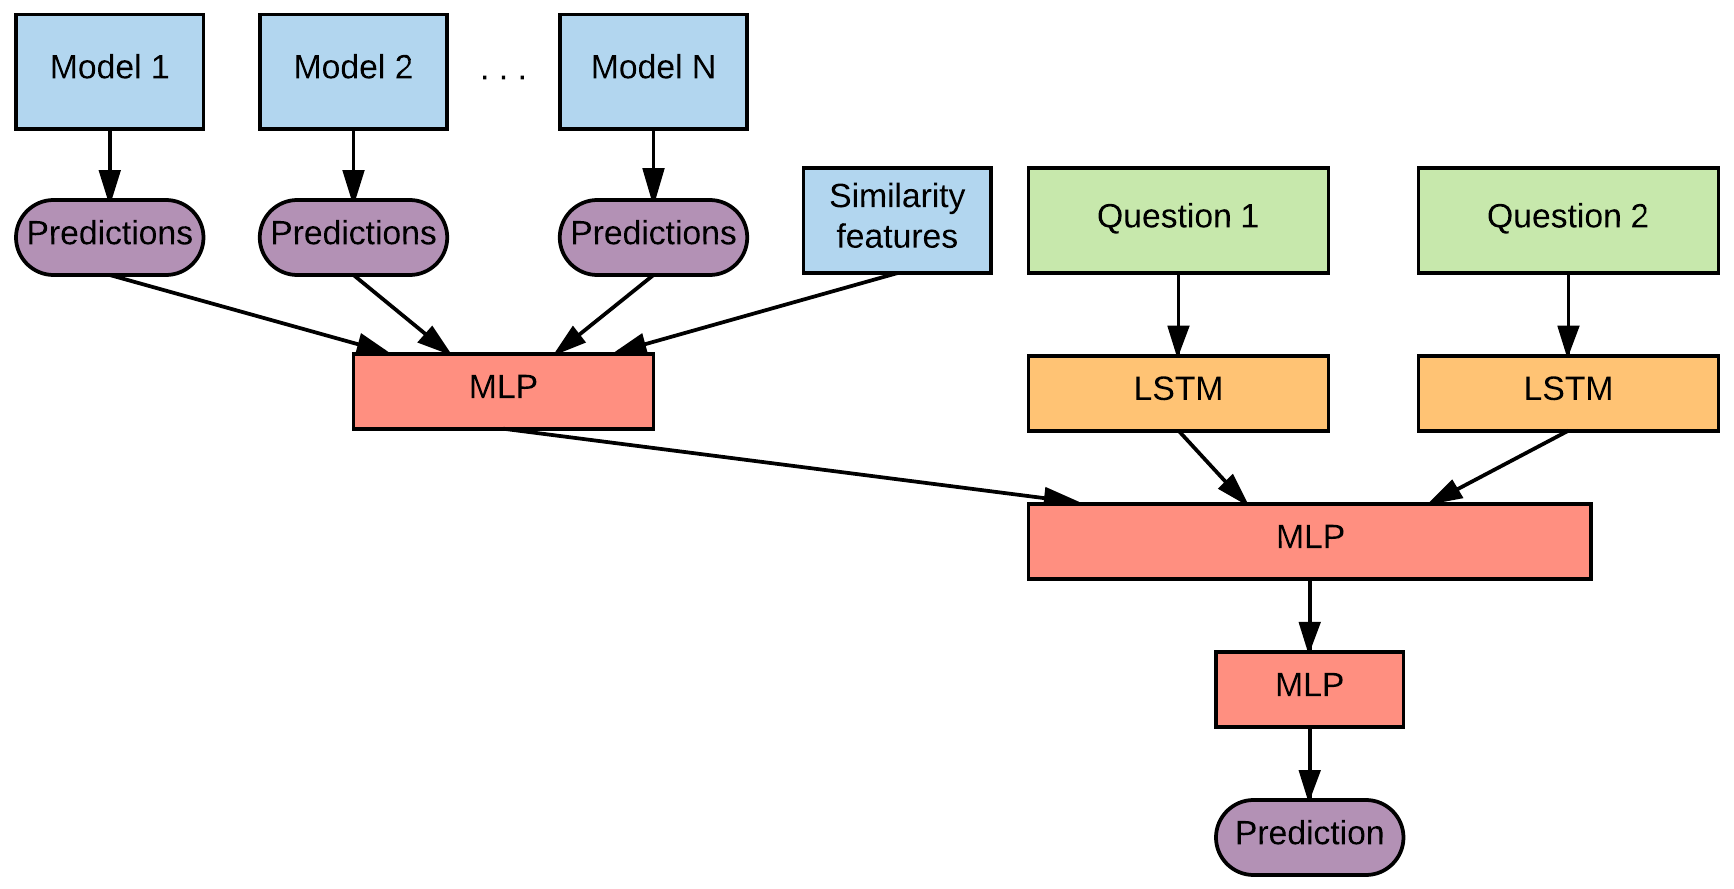 Model 1
Model 2
. . .
Model N
Predictions
Predictions
Predictions
Similarity
features
Question 1
Question 2
MLP
LSTM
LSTM
MLP
MLP
Prediction